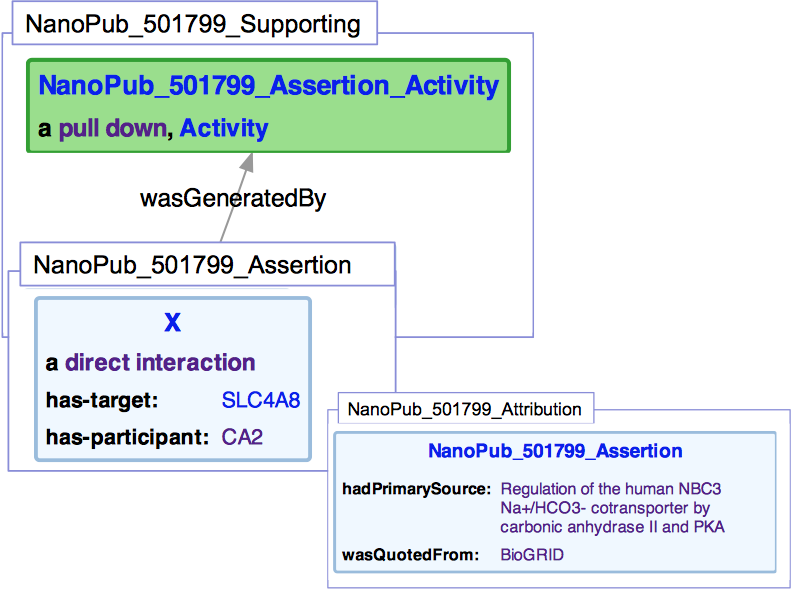 NanoPub_501799_Supporting
NanoPub_501799_Assertion_Activity
a pull down, Activity
wasGeneratedBy
NanoPub_501799_Assertion
X
a direct interaction
has-target: SLC4A8
has-participant: CA2
NanoPub_501799_Attribution
NanoPub_501799_Assertion
hadPrimarySource: Regulation of the human NBC3
Na+/HCO3- cotransporter by
carbonic anhydrase II and PKA
wasQuotedFrom: BioGRID